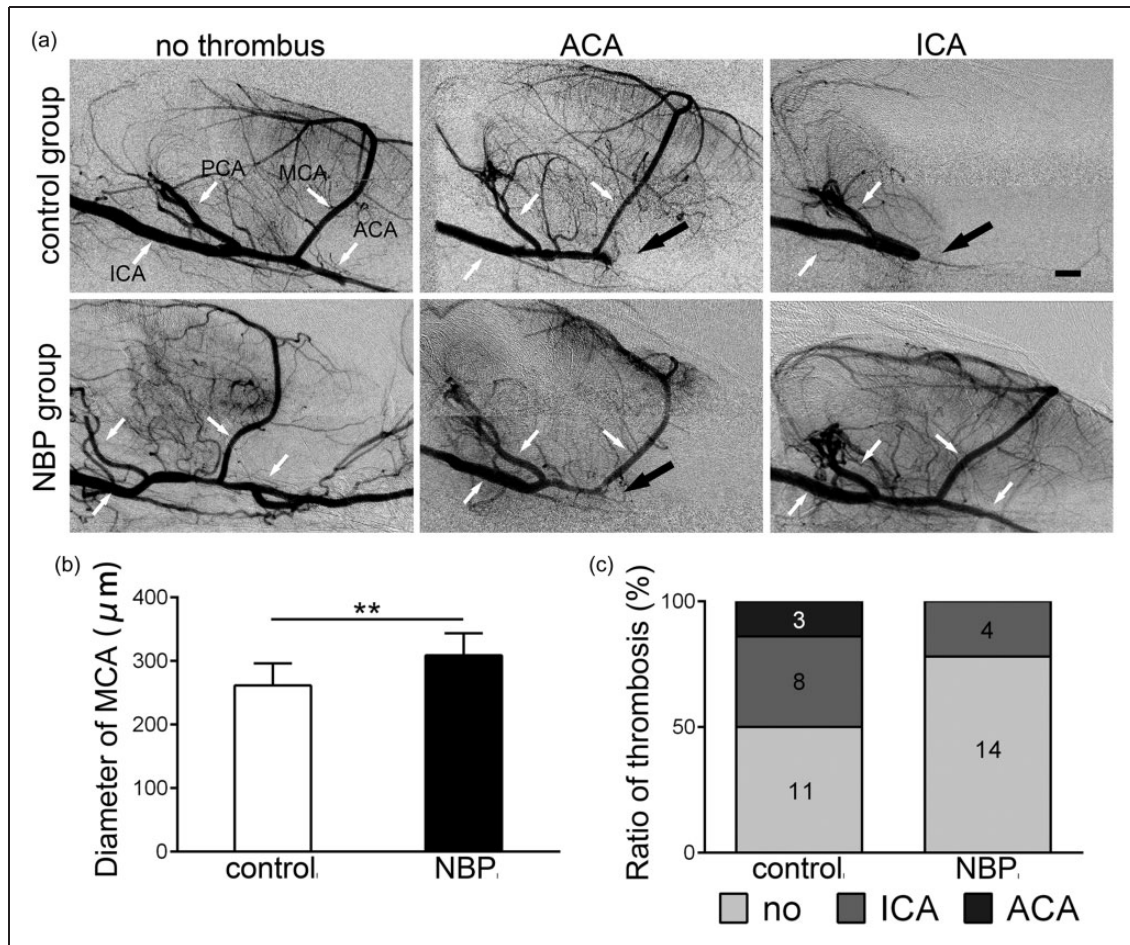 (a)
no thrombus
ACA
ICA
control group
PCA
MCA
ACA
ICA
NBP group
(b)
Diameter of MCA (μm)
400
300
200
100
0
**
control
NBP
(c)
Ratio of thrombosis (%)
100
50
0
3
8
11
4
14
control
NBP
no ICA ACA